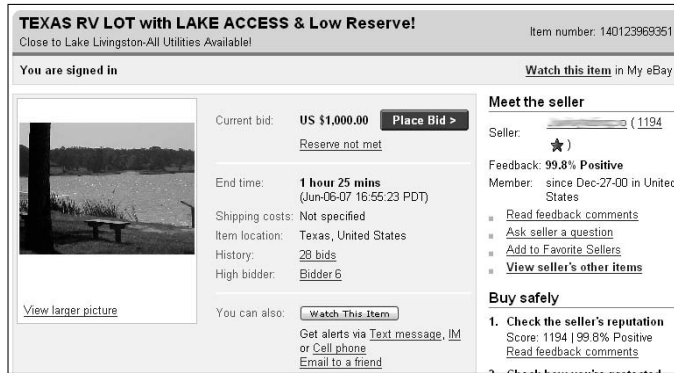 TEXAS RV LOT with LAKE ACCESS & Low Reserve!
Close to Lake Livingston-All Utilities Available!
Item number: 140123969351
You are signed in
Watch this item in My eBay
View larger picture
Current bid: US $1,000.00 Place Bid >
Reserve not met
End time: 1 hour 25 mins
(Jun-06-07 16:55:23 PDT)
Shipping costs: Not specified
Item location: Texas, United States
History: 28 bids
High bidder: Bidder 6
You can also: Watch This Item
Get alerts via Text message, IM
or Cell phone
Email to a friend
Meet the seller
Seller: ( 1194
)
Feedback: 99.8% Positive
Member: since Dec-27-00 in United
States
Read feedback comments
Ask seller a question
Add to Favorite Sellers
View seller's other items
Buy safely
1. Check the seller's reputation
Score: 1194 | 99.8% Positive
Read feedback comments